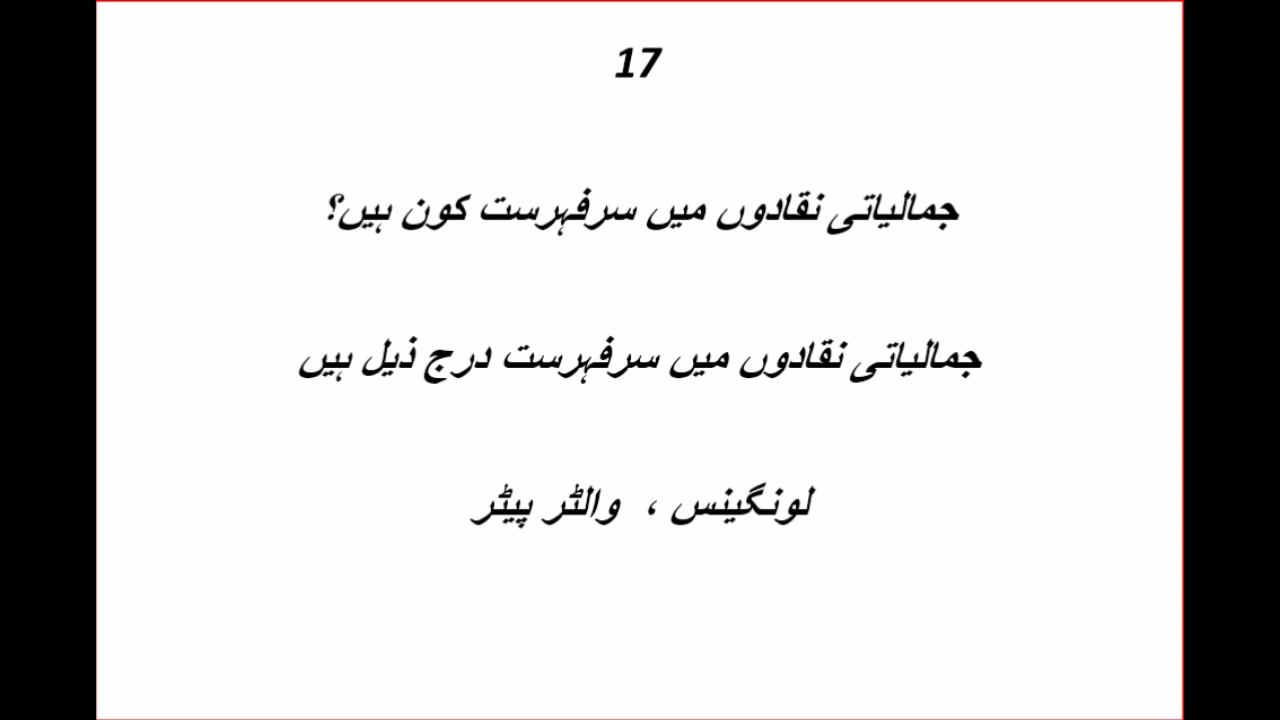 17
جمالیاتی نقادوں میں سرفہرست کون ہیں؟
جمالیاتی نقادوں میں سرفہرست درج ذیل ہیں
لونگینس ، والٹر پیٹر